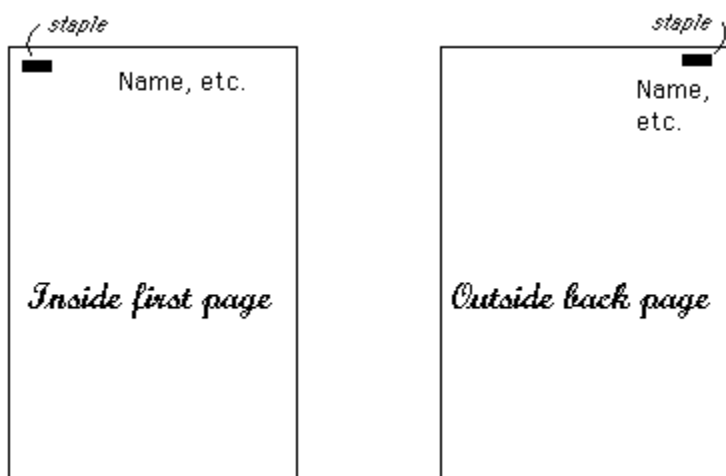 staple
Name, etc.
Inside first page
staple
Name,
etc.
Outside back page